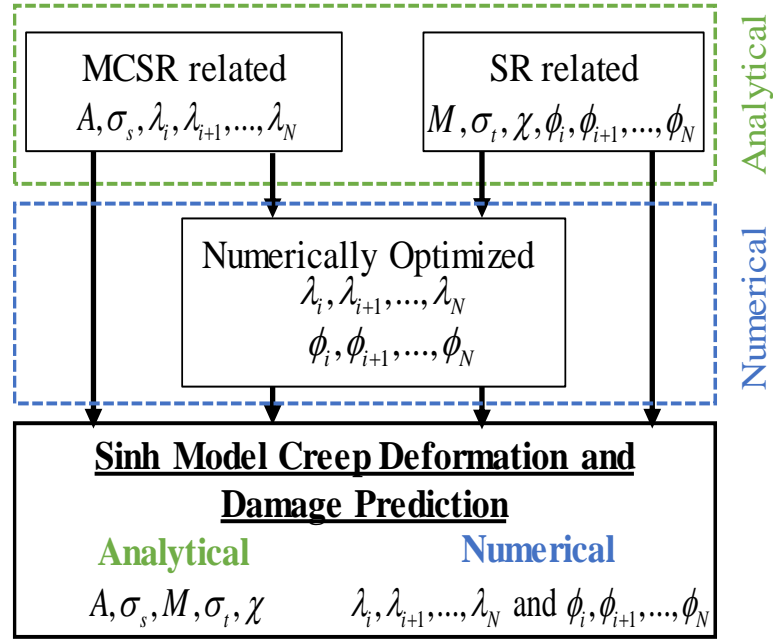 MCSR related
A, σ_s, λ_i, λ_{i+1}, ..., λ_N
SR related
M, σ_t, χ, ϕ_i, ϕ_{i+1}, ..., ϕ_N
Analytical
Numerically Optimized
λ_i, λ_{i+1}, ..., λ_N
ϕ_i, ϕ_{i+1}, ..., ϕ_N
Numerical
Sinh Model Creep Deformation and
Damage Prediction
Analytical
A, σ_s, M, σ_t, χ
Numerical
λ_i, λ_{i+1}, ..., λ_N and ϕ_i, ϕ_{i+1}, ..., ϕ_N